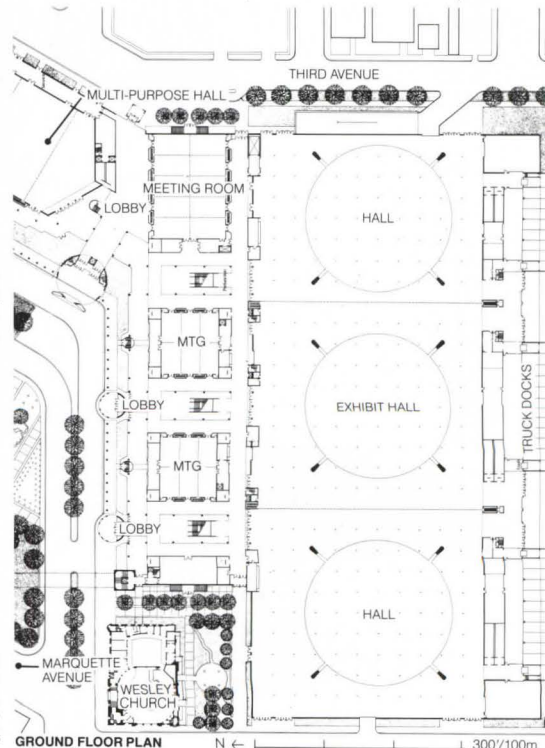 THIRD AVENUE
MULTI-PURPOSE HALL
MEETING ROOM
LOBBY
HALL
MTG
LOBBY
EXHIBIT HALL
TRUCK DOCKS
MTG
LOBBY
HALL
MARQUETTE
AVENUE
WESLEY
CHURCH
GROUND FLOOR PLAN
N ←
300'/100m